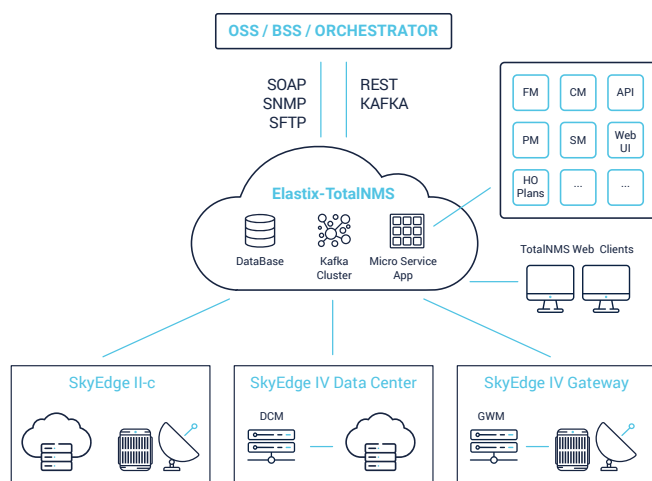 OSS / BSS / ORCHESTRATOR
SOAP
SNMP
SFTP
REST
KAFKA
FM
CM
API
PM
SM
Web
UI
HO
Plans
...
...
Elastix-TotalNMS
DataBase
Kafka
Cluster
Micro Service
App
TotalNMS Web Clients
SkyEdge II-c
SkyEdge IV Data Center
DCM
SkyEdge IV Gateway
GWM